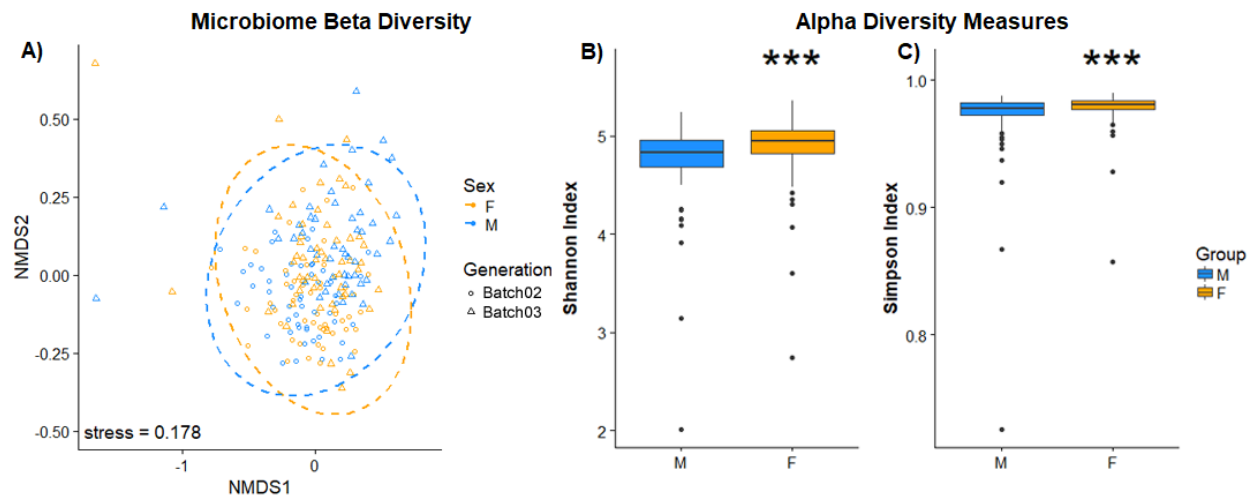 Microbiome Beta Diversity
Alpha Diversity Measures
A)
NMDS2
0.50
0.25
0.00
-0.25
-0.50
stress = 0.178
-1
0
NMDS1
Sex
F
M
Generation
Batch02
Batch03
B)
***
Shannon Index
5
4
3
2
M
F
C)
***
Simpson Index
1.0
0.9
0.8
M
F
Group
M
F